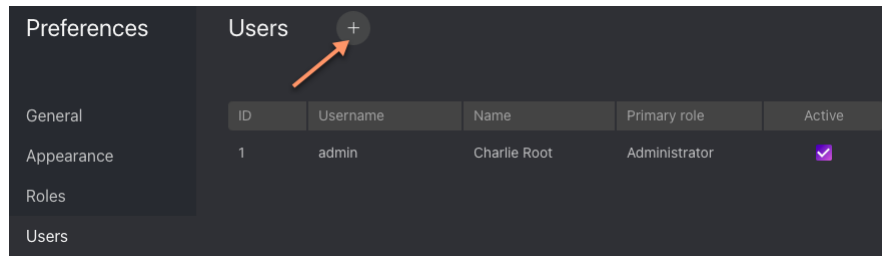 Preferences
Users +
General
Appearance
Roles
Users
ID Username Name Primary role Active
1 admin Charlie Root Administrator